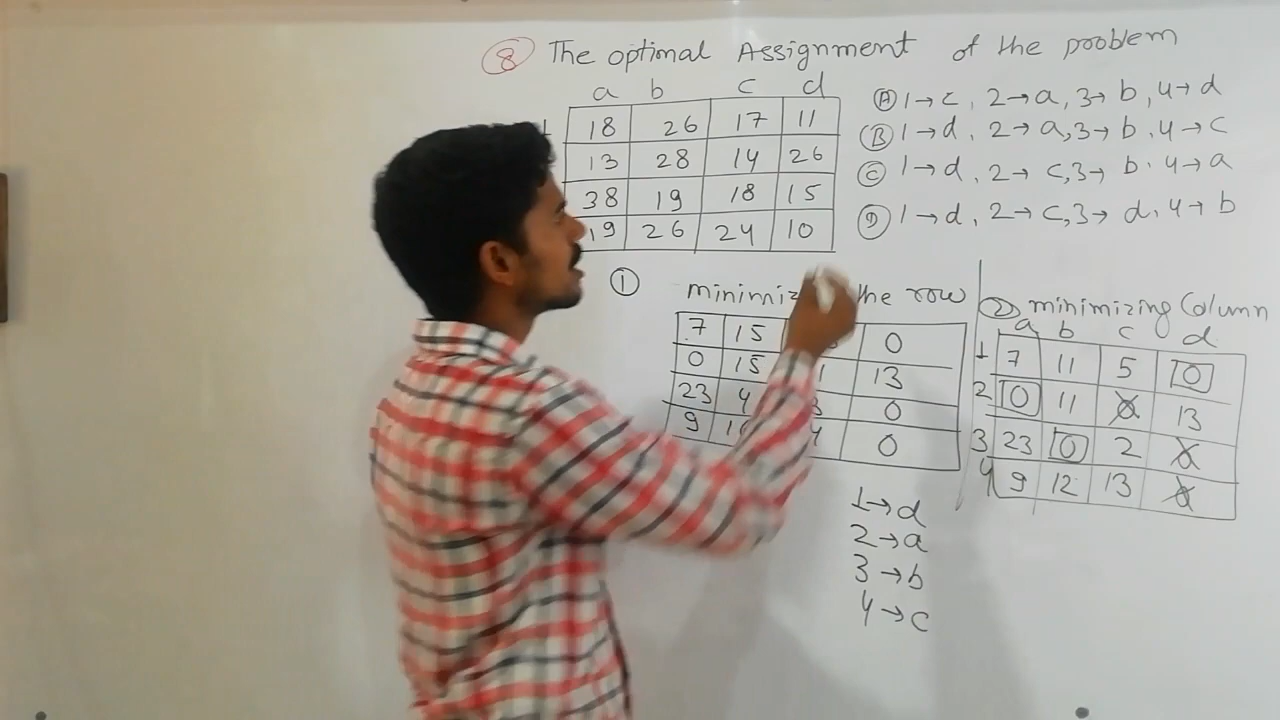 8 The optimal Assignment of the problem
a b c d
18 26 17 11
13 28 14 26
38 19 18 15
19 26 24 10
A 1→c, 2→a, 3→b, 4→d
B 1→d, 2→a, 3→b, 4→c
C 1→d, 2→c, 3→b, 4→a
D 1→d, 2→c, 3→d, 4→b
1 the row
7 15 0
0 15 13
23 4 0
9 0
1→d
2→a
3→b
4→c
2 minimizing Column
a b c d
1 7 11 5 0
2 0 11 0 13
3 23 0 2 0
4 9 12 13 0